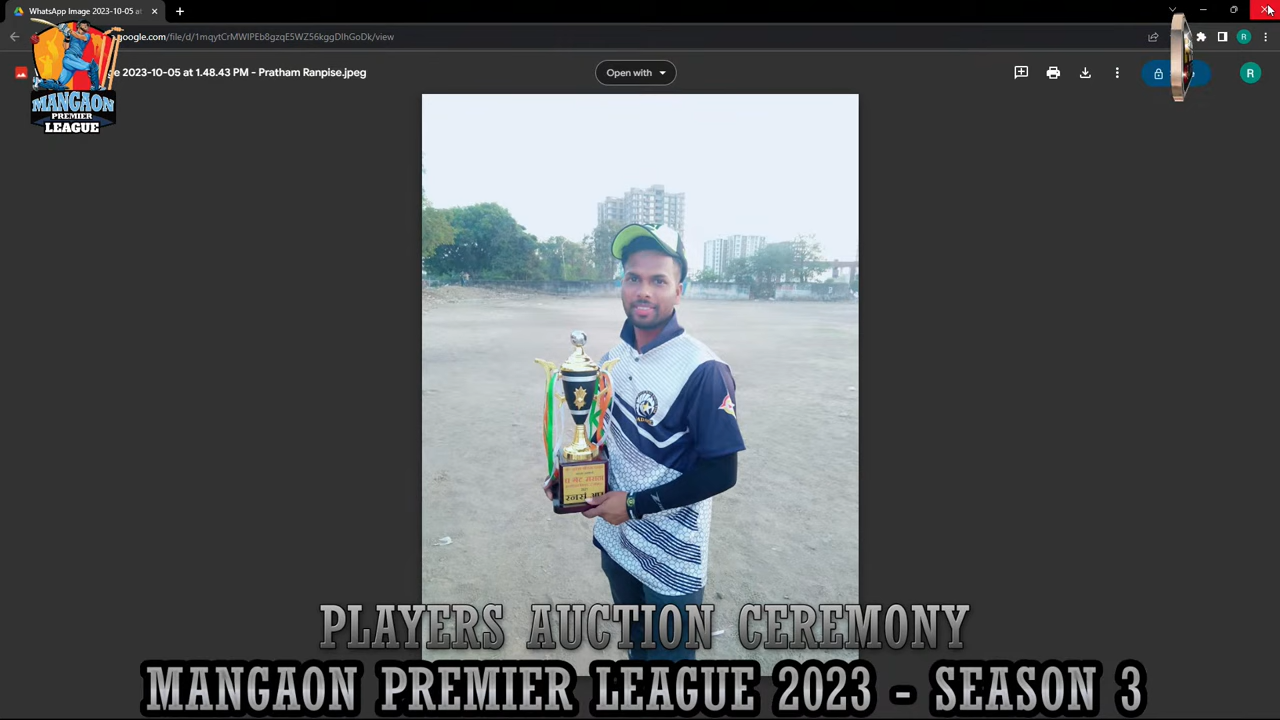 WhatsApp Image 2023-10-05 at
google.com/file/d/1mqytCrMWIPEb8gzqE5WZ56kggDlhGoDk/view
R
ge 2023-10-05 at 1.48.43 PM - Pratham Ranpise.jpeg
Open with
R
MANGAON
PREMIER
LEAGUE
PLAYERS AUCTION CEREMONY
MANGAON PREMIER LEAGUE 2023 - SEASON 3